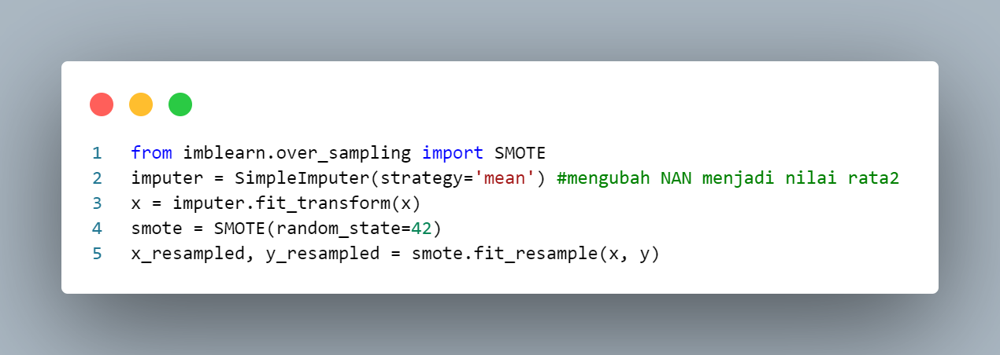 1 from imblearn.over_sampling import SMOTE
2 imputer = SimpleImputer(strategy='mean') #mengubah NAN menjadi nilai rata2
3 x = imputer.fit_transform(x)
4 smote = SMOTE(random_state=42)
5 x_resampled, y_resampled = smote.fit_resample(x, y)